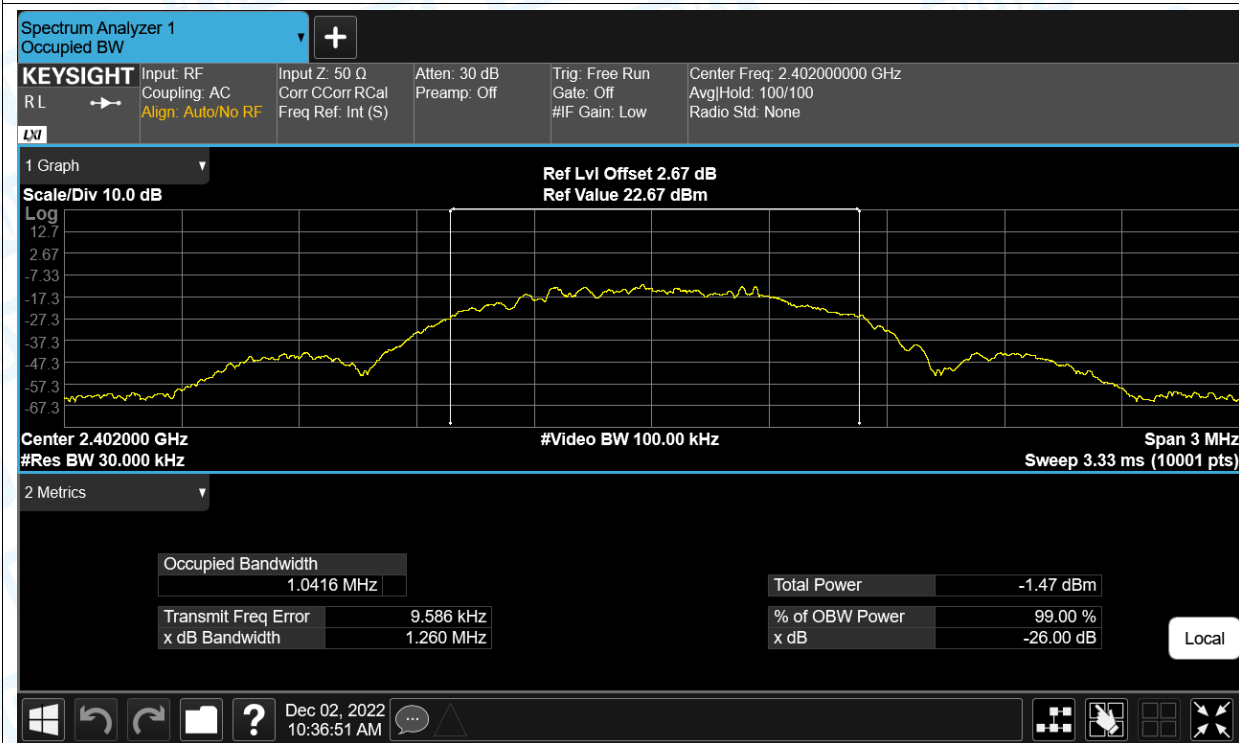 Spectrum Analyzer 1
Occupied BW
KEYSIGHT
R L
LXI
Input: RF
Coupling: AC
Align: Auto/No RF
Input Z: 50 Ω
Corr CCorr RCal
Freq Ref: Int (S)
Atten: 30 dB
Preamp: Off
Trig: Free Run
Gate: Off
#IF Gain: Low
Center Freq: 2.402000000 GHz
Avg|Hold: 100/100
Radio Std: None
1 Graph
Scale/Div 10.0 dB
Ref Lvl Offset 2.67 dB
Ref Value 22.67 dBm
Log
12.7
2.67
-7.33
-17.3
-27.3
-37.3
-47.3
-57.3
-67.3
Center 2.402000 GHz
#Video BW 100.00 kHz
Span 3 MHz
#Res BW 30.000 kHz
Sweep 3.33 ms (10001 pts)
2 Metrics
Occupied Bandwidth
1.0416 MHz
Total Power -1.47 dBm
Transmit Freq Error 9.586 kHz
% of OBW Power 99.00 %
x dB Bandwidth 1.260 MHz
x dB -26.00 dB
Local
?
Dec 02, 2022
10:36:51 AM